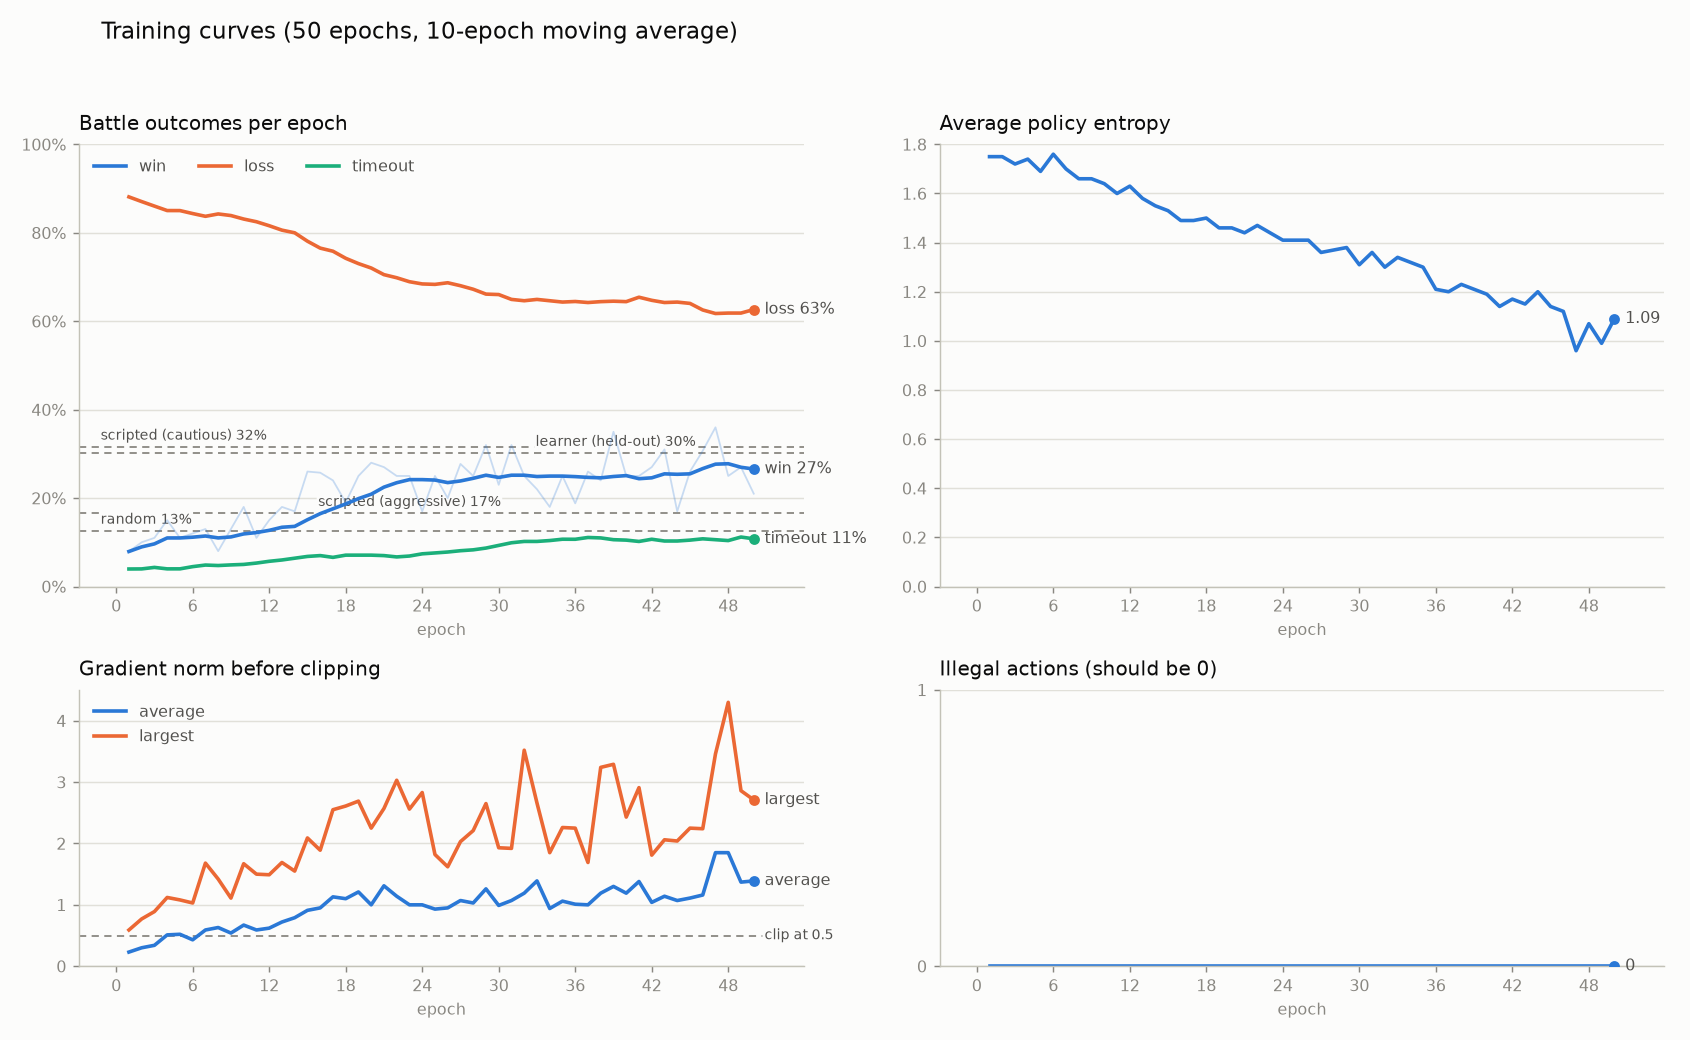 Training curves (50 epochs, 10-epoch moving average)
Battle outcomes per epoch
100%
80%
60%
40%
20%
0%
win
loss
timeout
loss 63%
scripted (cautious) 32%
learner (held-out) 30%
win 27%
scripted (aggressive) 17%
random 13%
timeout 11%
0 6 12 18 24 30 36 42 48
epoch
Average policy entropy
1.8
1.6
1.4
1.2
1.0
0.8
0.6
0.4
0.2
0.0
1.09
0 6 12 18 24 30 36 42 48
epoch
Gradient norm before clipping
4
3
2
1
0
average
largest
largest
average
clip at 0.5
0 6 12 18 24 30 36 42 48
epoch
Illegal actions (should be 0)
1
0
0
0 6 12 18 24 30 36 42 48
epoch